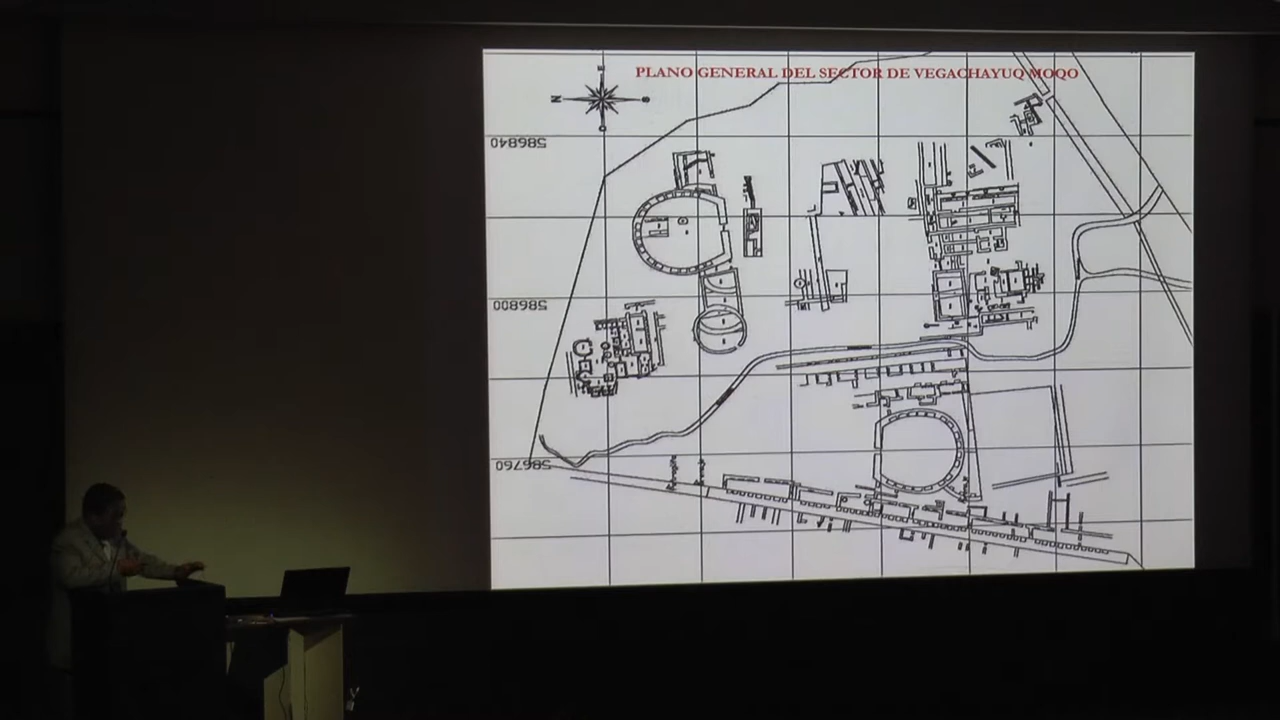 PLANO GENERAL DEL SECTOR DE VEGACHAYUQ MOQO
E
N
S
O
586840
586800
586760